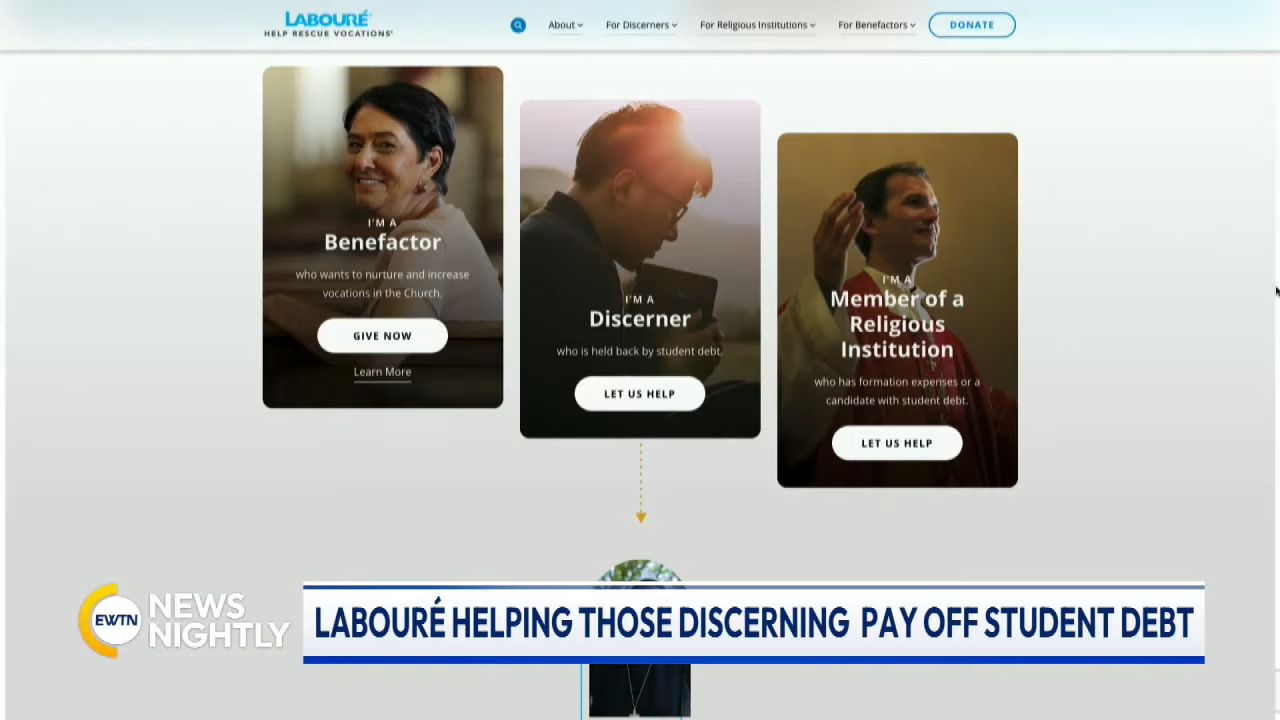 LABOURÉ
HELP RESCUE VOCATIONS
About
For Discerners
For Religious Institutions
For Benefactors
DONATE
I'M A
Benefactor
who wants to nurture and increase
vocations in the Church.
GIVE NOW
Learn More
I'M A
Discerner
who is held back by student debt.
LET US HELP
I'M A
Member of a
Religious
Institution
who has formation expenses or a
candidate with student debt.
LET US HELP
EWTN
NEWS
NIGHTLY
LABOURÉ HELPING THOSE DISCERNING PAY OFF STUDENT DEBT